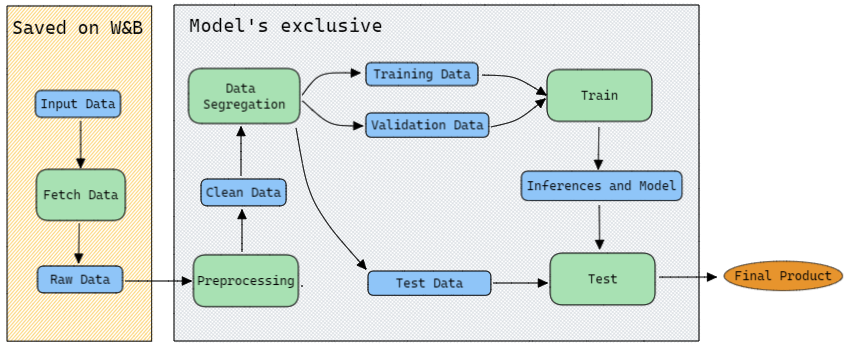 Saved on W&B
Input Data
Fetch Data
Raw Data
Model's exclusive
Data
Segregation
Training Data
Validation Data
Train
Clean Data
Inferences and Model
Preprocessing
Test Data
Test
Final Product